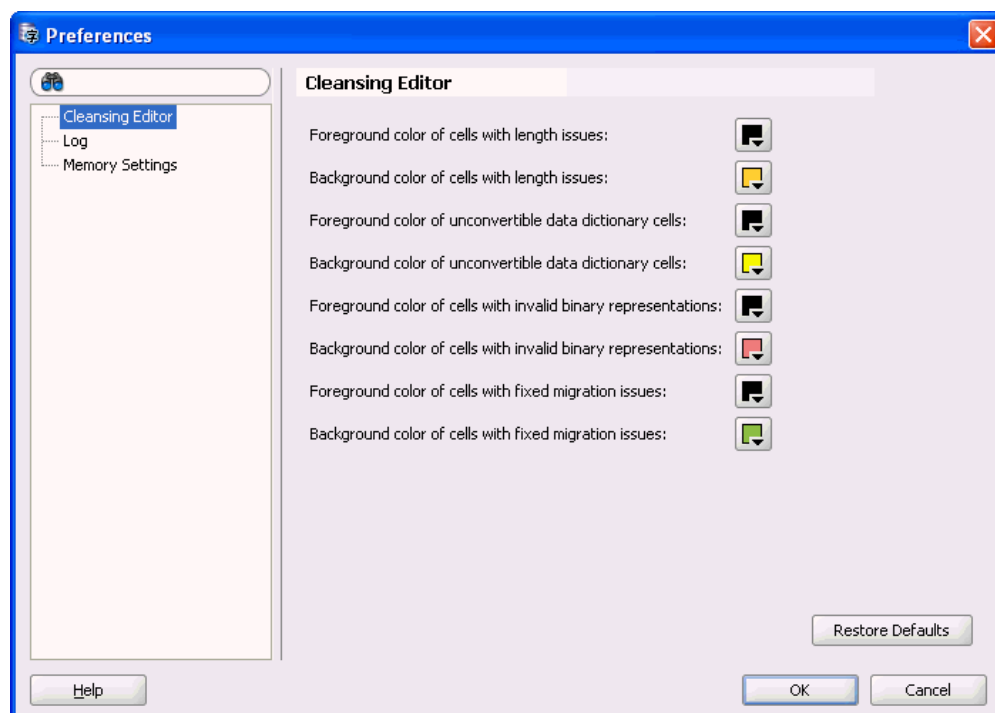 Preferences
Cleansing Editor
Log
Memory Settings
Cleansing Editor
Foreground color of cells with length issues:
Background color of cells with length issues:
Foreground color of unconvertible data dictionary cells:
Background color of unconvertible data dictionary cells:
Foreground color of cells with invalid binary representations:
Background color of cells with invalid binary representations:
Foreground color of cells with fixed migration issues:
Background color of cells with fixed migration issues:
Restore Defaults
Help
OK
Cancel